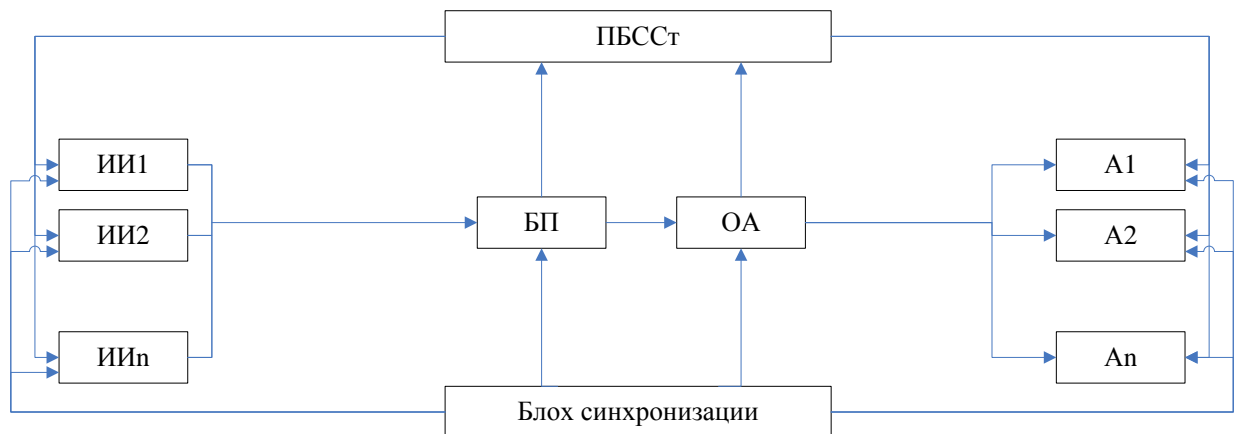 ПБССт
ИИ1
А1
ИИ2
БП
ОА
А2
ИИn
Аn
Блох синхронизации